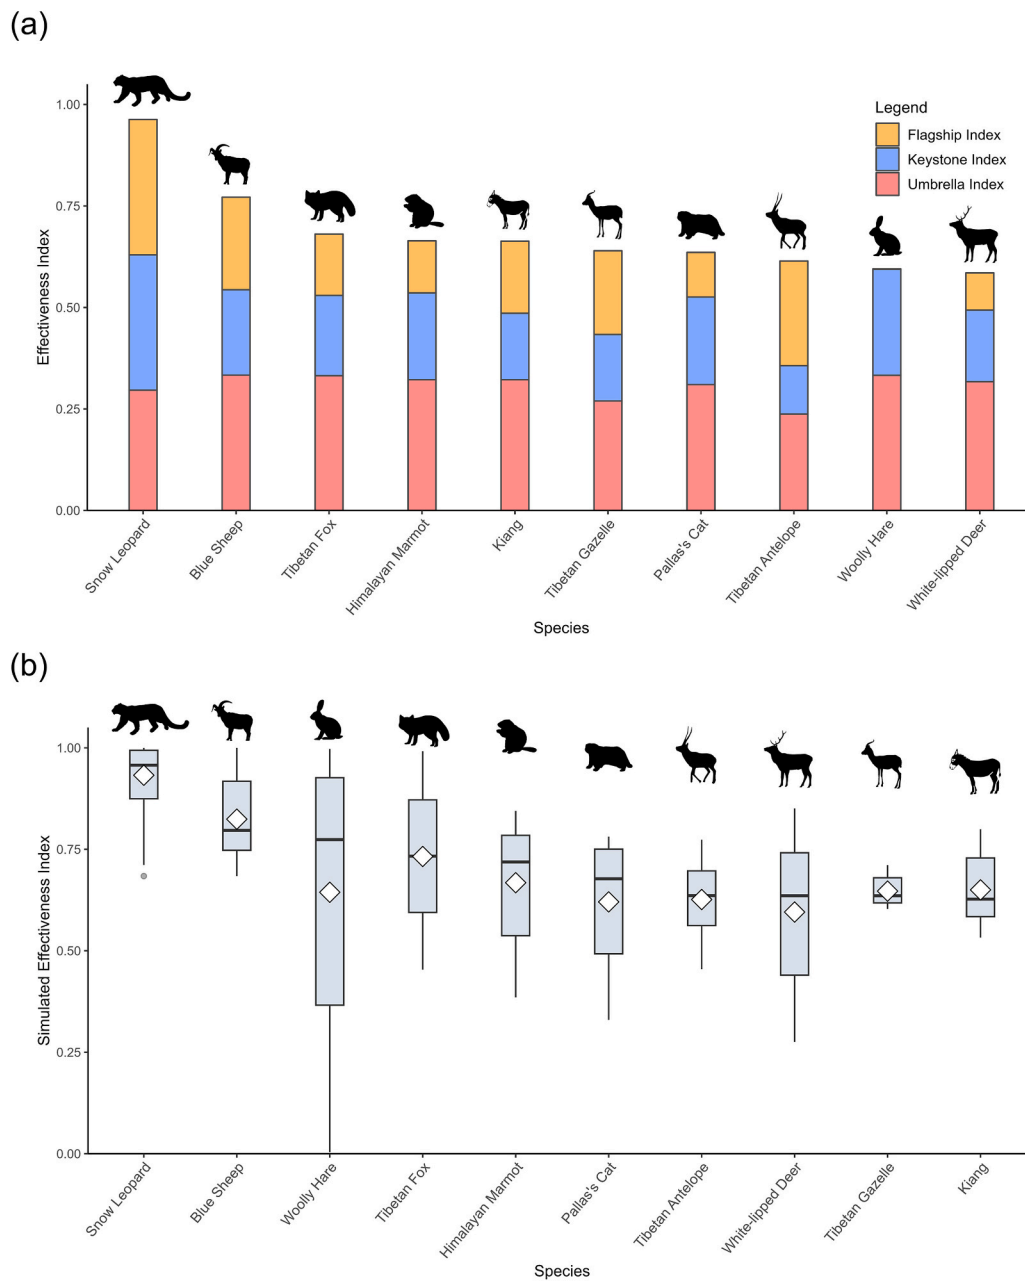 (a)
1.00
0.75
0.50
0.25
0.00
Effectiveness Index
Legend
Flagship Index
Keystone Index
Umbrella Index
Snow Leopard
Blue Sheep
Tibetan Fox
Himalayan Marmot
Kiang
Tibetan Gazelle
Pallas's Cat
Tibetan Antelope
Woolly Hare
White-lipped Deer
Species
(b)
1.00
0.75
0.50
0.25
0.00
Simulated Effectiveness Index
Snow Leopard
Blue Sheep
Woolly Hare
Tibetan Fox
Himalayan Marmot
Pallas's Cat
Tibetan Antelope
White-lipped Deer
Tibetan Gazelle
Kiang
Species